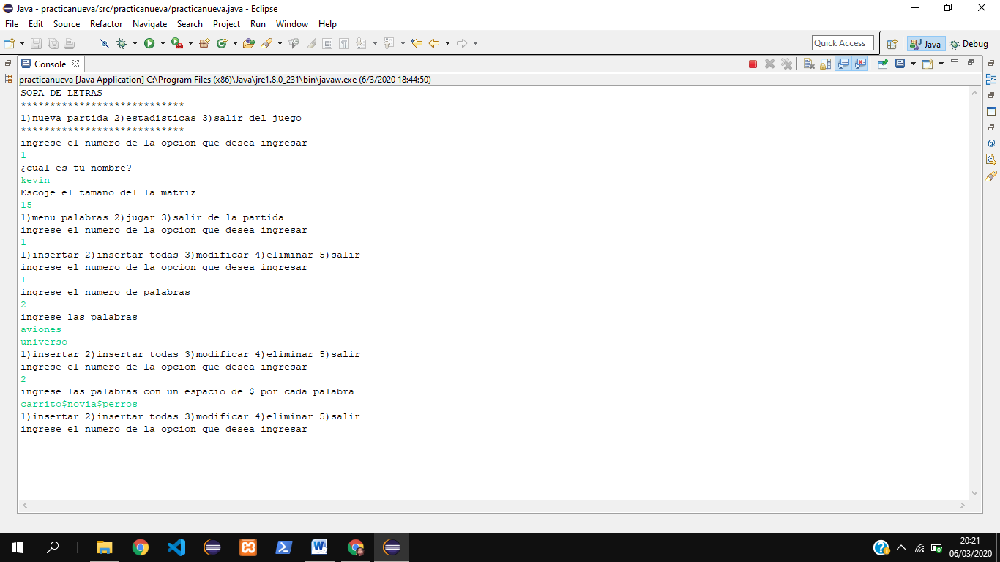 Java - practicanueva/src/practicanueva/practicanueva.java - Eclipse
File Edit Source Refactor Navigate Search Project Run Window Help
Quick Access Java Debug
Console
practicanueva [Java Application] C:\Program Files (x86)\Java\jre1.8.0_231\bin\javaw.exe (6/3/2020 18:44:50)
SOPA DE LETRAS
****************************
1)nueva partida 2)estadisticas 3)salir del juego
****************************
ingrese el numero de la opcion que desea ingresar
1
¿cual es tu nombre?
kevin
Escoje el tamano del la matriz
15
1)menu palabras 2)jugar 3)salir de la partida
ingrese el numero de la opcion que desea ingresar
1
1)insertar 2)insertar todas 3)modificar 4)eliminar 5)salir
ingrese el numero de la opcion que desea ingresar
1
ingrese el numero de palabras
2
ingrese las palabras
aviones
universo
1)insertar 2)insertar todas 3)modificar 4)eliminar 5)salir
ingrese el numero de la opcion que desea ingresar
2
ingrese las palabras con un espacio de $ por cada palabra
carrito$novia$perros
1)insertar 2)insertar todas 3)modificar 4)eliminar 5)salir
ingrese el numero de la opcion que desea ingresar
20:21
06/03/2020